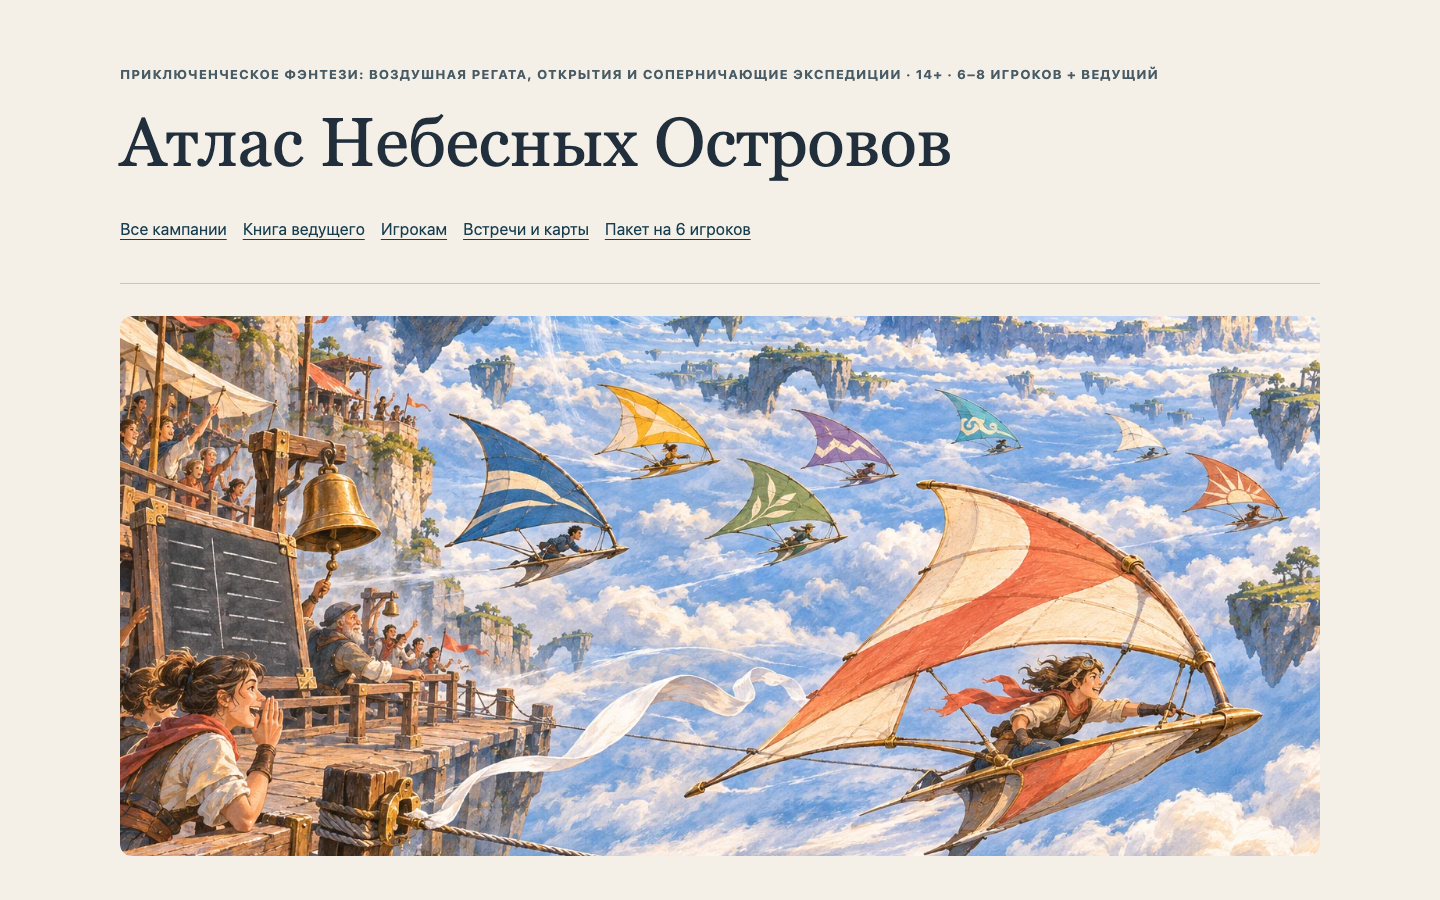 ПРИКЛЮЧЕНЧЕСКОЕ ФЭНТЕЗИ: ВОЗДУШНАЯ РЕГАТА, ОТКРЫТИЯ И СОПЕРНИЧАЮЩИЕ ЭКСПЕДИЦИИ · 14+ · 6–8 ИГРОКОВ + ВЕДУЩИЙ
Атлас Небесных Островов
Все кампании Книга ведущего Игрокам Встречи и карты Пакет на 6 игроков